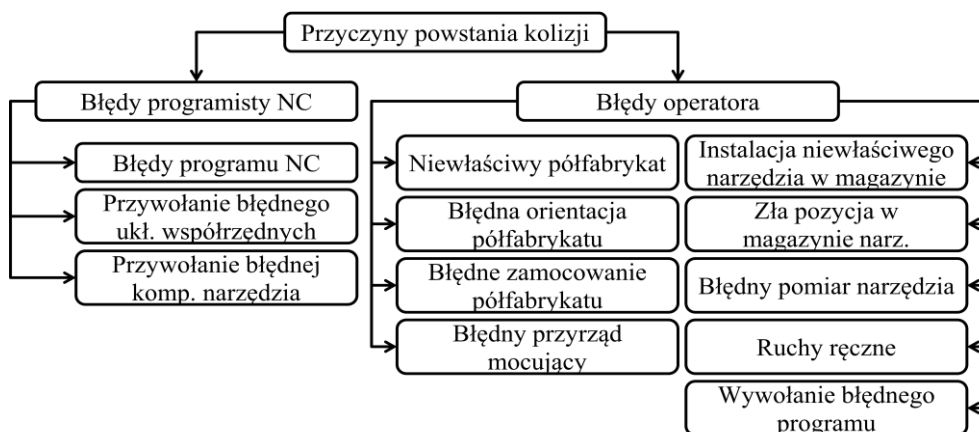 Przyczyny powstania kolizji
Błędy programisty NC
Błędy operatora
Błędy programu NC
Przywołanie błędnego
ukł. współrzędnych
Przywołanie błędnej
komp. narzędzia
Niewłaściwy półfabrykat
Błędna orientacja
półfabrykatu
Błędne zamocowanie
półfabrykatu
Błędny przyrząd
mocujący
Instalacja niewłaściwego
narzędzia w magazynie
Zła pozycja w
magazynie narz.
Błędny pomiar narzędzia
Ruchy ręczne
Wywołanie błędnego
programu